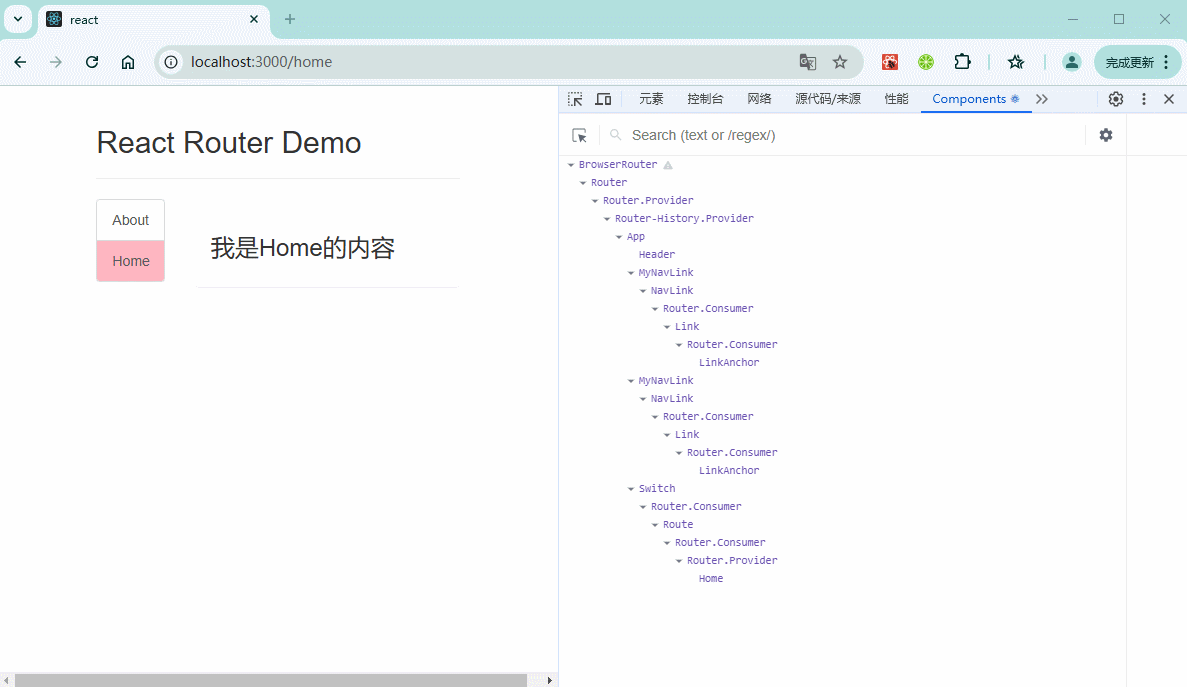 react
localhost:3000/home
完成更新
元素
控制台
网络
源代码/来源
性能
Components
Search (text or /regex/)
React Router Demo
About
Home
我是Home的内容
BrowserRouter
Router
Router.Provider
Router-History.Provider
App
Header
MyNavLink
NavLink
Router.Consumer
Link
Router.Consumer
LinkAnchor
MyNavLink
NavLink
Router.Consumer
Link
Router.Consumer
LinkAnchor
Switch
Router.Consumer
Route
Router.Consumer
Router.Provider
Home